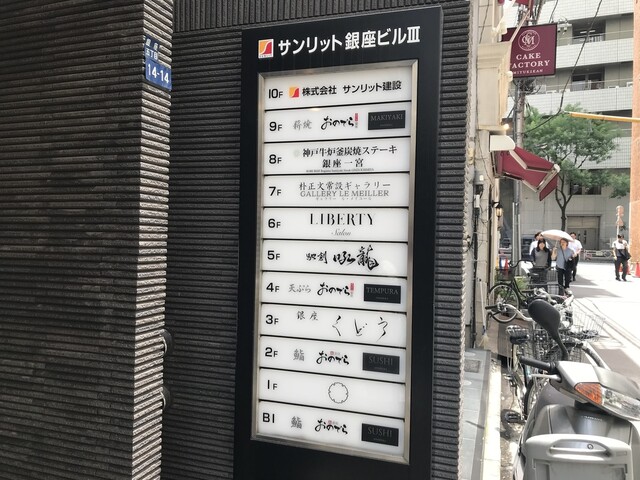 サンリット銀座ビルIII
10F 株式会社 サンリット建設
9F 薪焼 おのでら MAKIYAKI
8F 神戸牛炉釜炭焼ステーキ
銀座一宮
7F 朴正文常設ギャラリー
GALLERY LE MEILLER
6F LIBERTY
Salon
5F 龍
4F 天ぷら おのでら TEMPURA
3F 銀座 くどう
2F 鮨 おのでら SUSHI
1F
B1 鮨 おのでら SUSHI
14-14
CAKE
FACTORY